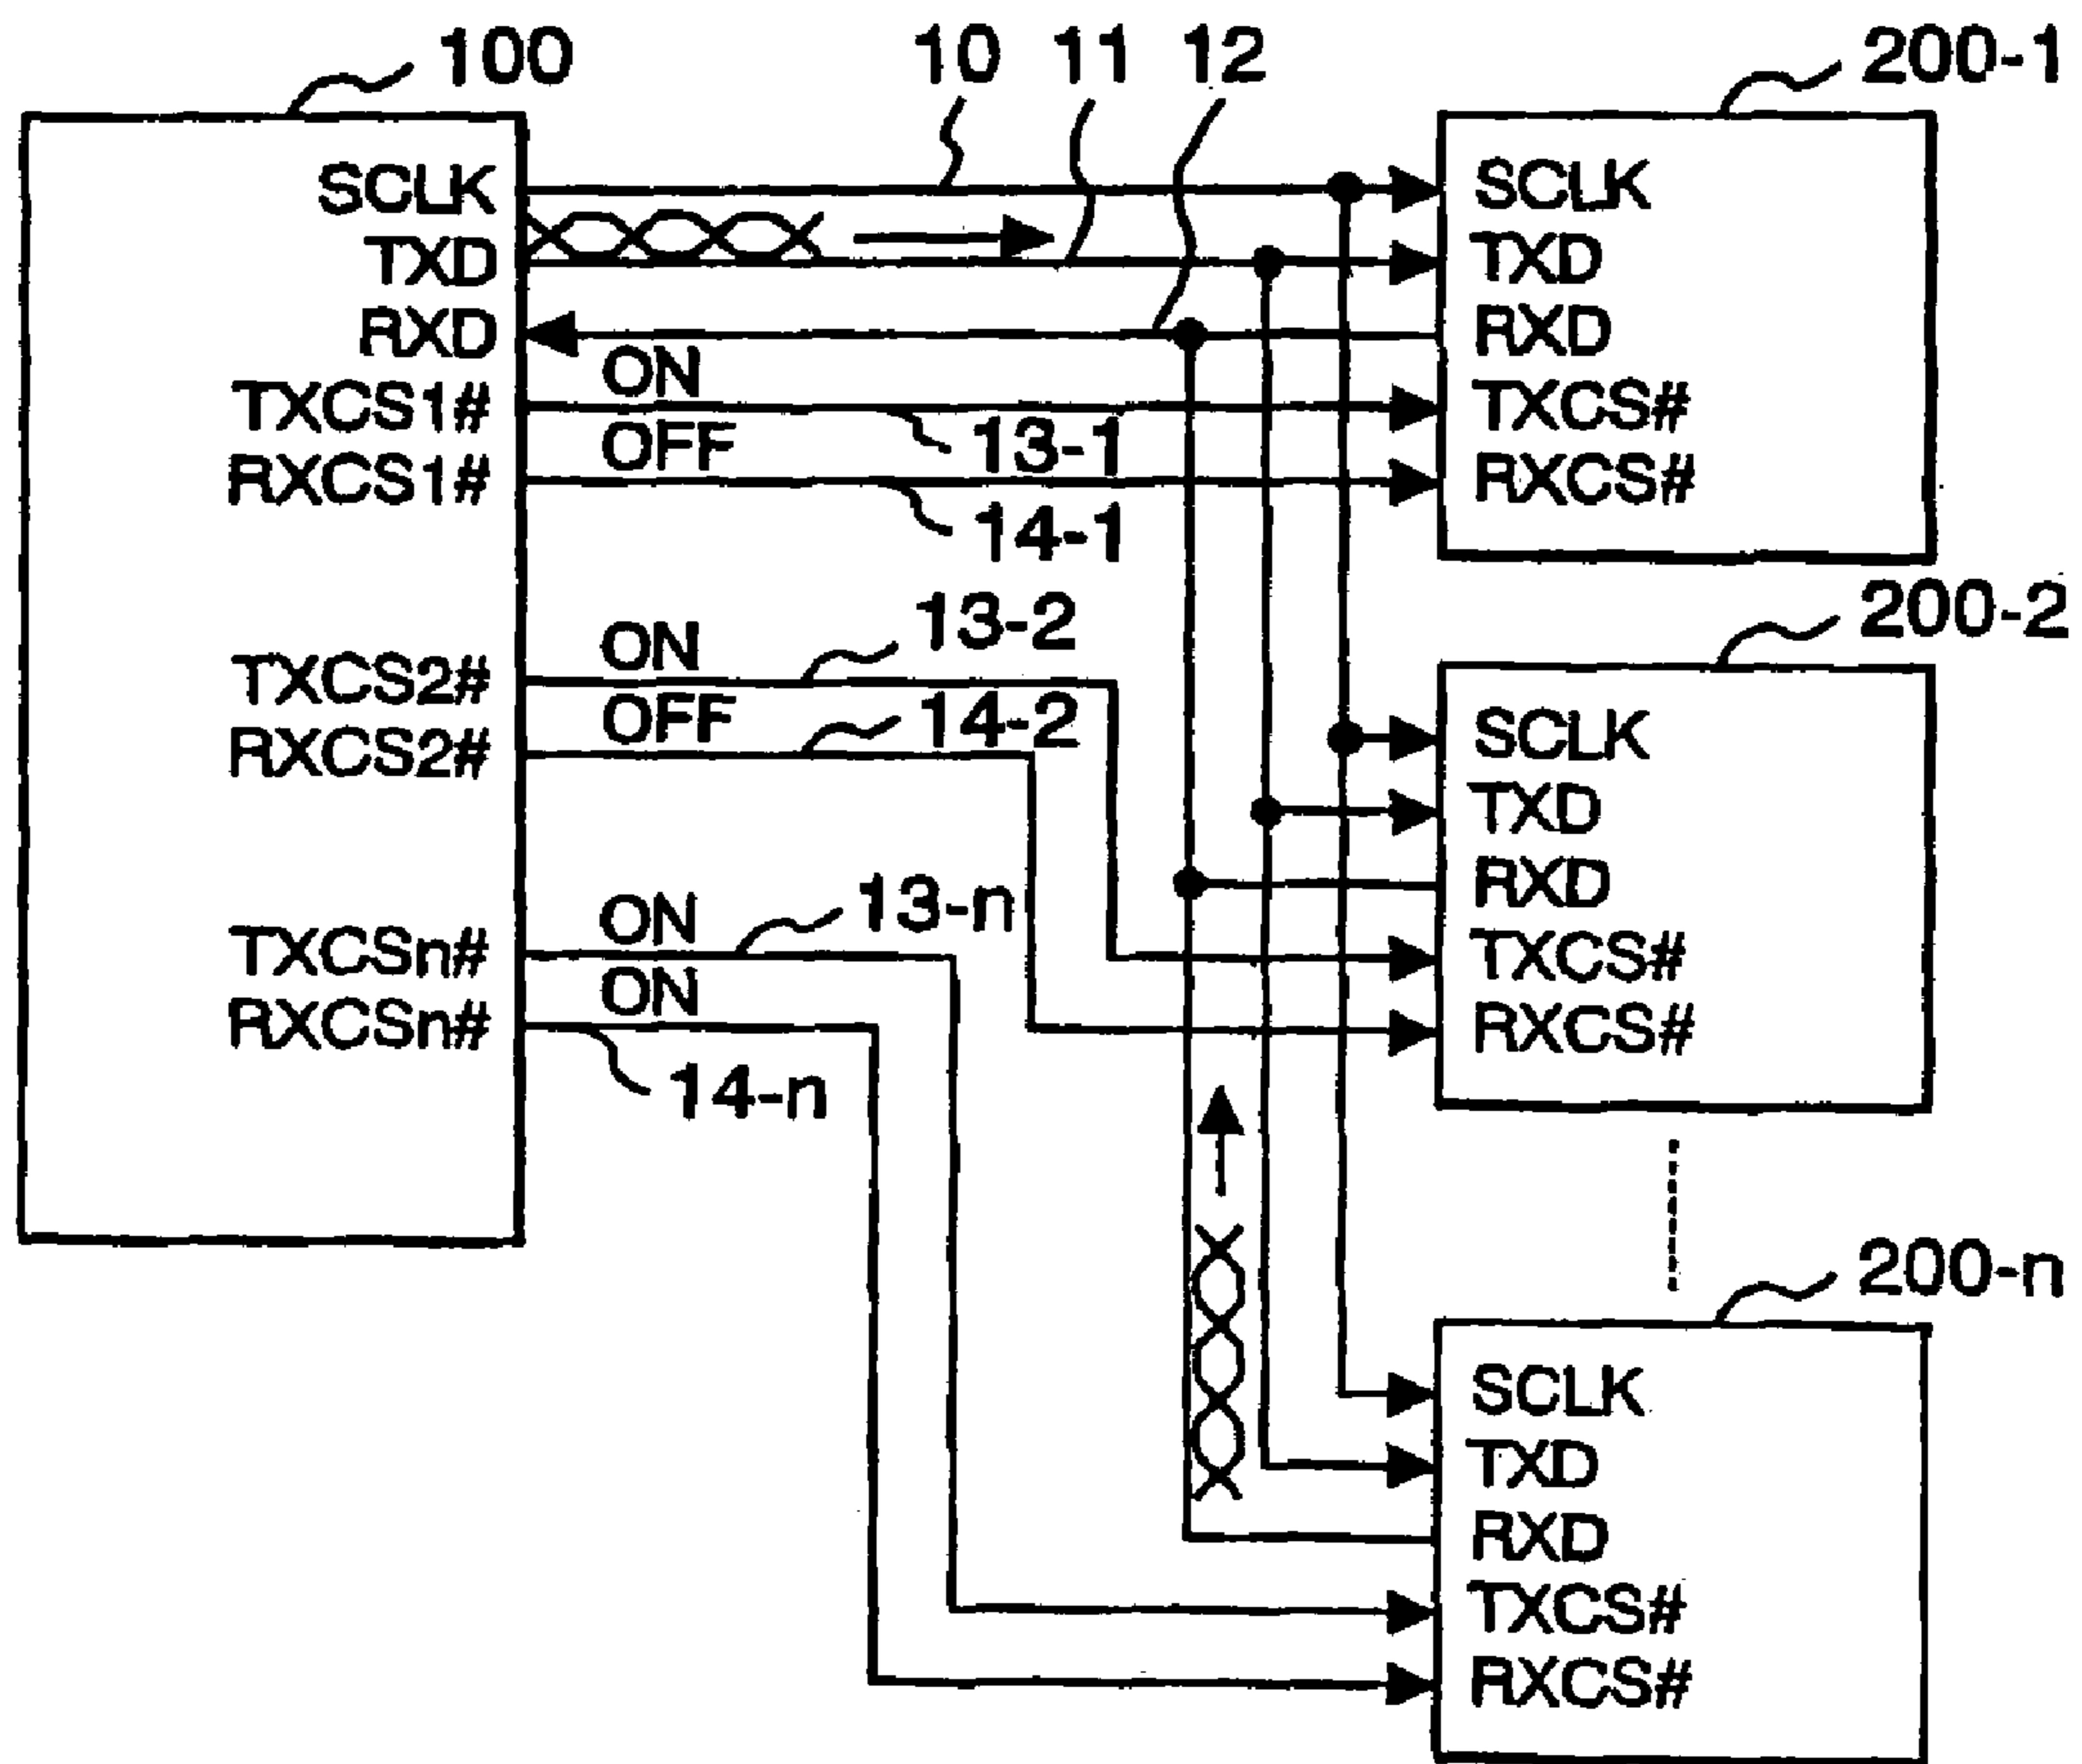 100
10 11 12
200-1
SCLK
TXD
RXD
TXCS1#
RXCS1#
ON
OFF
13-1
14-1
SCLK
TXD
RXD
TXCS#
RXCS#
200-2
TXCS2#
RXCS2#
ON
OFF
13-2
14-2
SCLK
TXD
RXD
TXCS#
RXCS#
TXCSn#
RXCSn#
ON
ON
13-n
14-n
200-n
SCLK
TXD
RXD
TXCS#
RXCS#